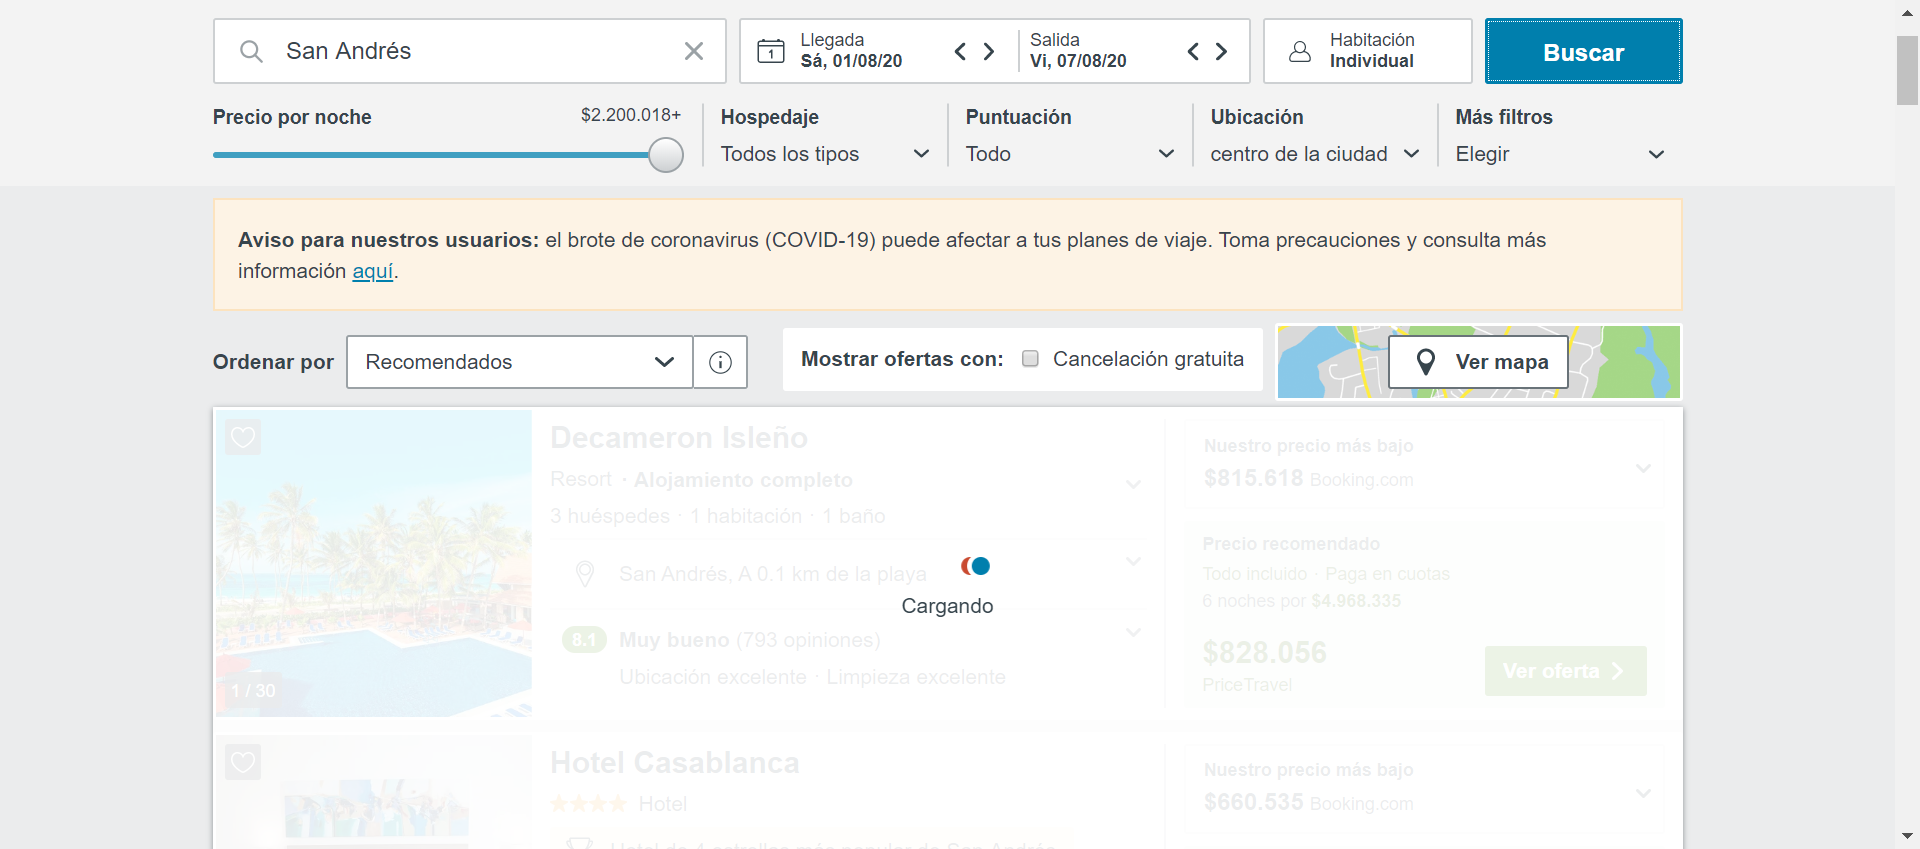 San Andrés
1
Llegada
Sá, 01/08/20
Salida
Vi, 07/08/20
Habitación
Individual
Buscar
Precio por noche
$2.200.018+
Hospedaje
Todos los tipos
Puntuación
Todo
Ubicación
centro de la ciudad
Más filtros
Elegir
Aviso para nuestros usuarios: el brote de coronavirus (COVID-19) puede afectar a tus planes de viaje. Toma precauciones y consulta más
información aquí.
Ordenar por
Recomendados
Mostrar ofertas con:
Cancelación gratuita
Ver mapa
Decameron Isleño
Resort · Alojamiento completo
3 huéspedes · 1 habitación · 1 baño
San Andrés, A 0.1 km de la playa
Cargando
8.1 Muy bueno (793 opiniones)
Ubicación excelente · Limpieza excelente
1 / 30
Nuestro precio más bajo
$815.618 Booking.com
Precio recomendado
Todo incluido · Paga en cuotas
6 noches por $4.968.335
$828.056
PriceTravel
Ver oferta
Hotel Casablanca
Hotel
Hotel de 4 estrellas más popular de San Andrés
Nuestro precio más bajo
$660.535 Booking.com